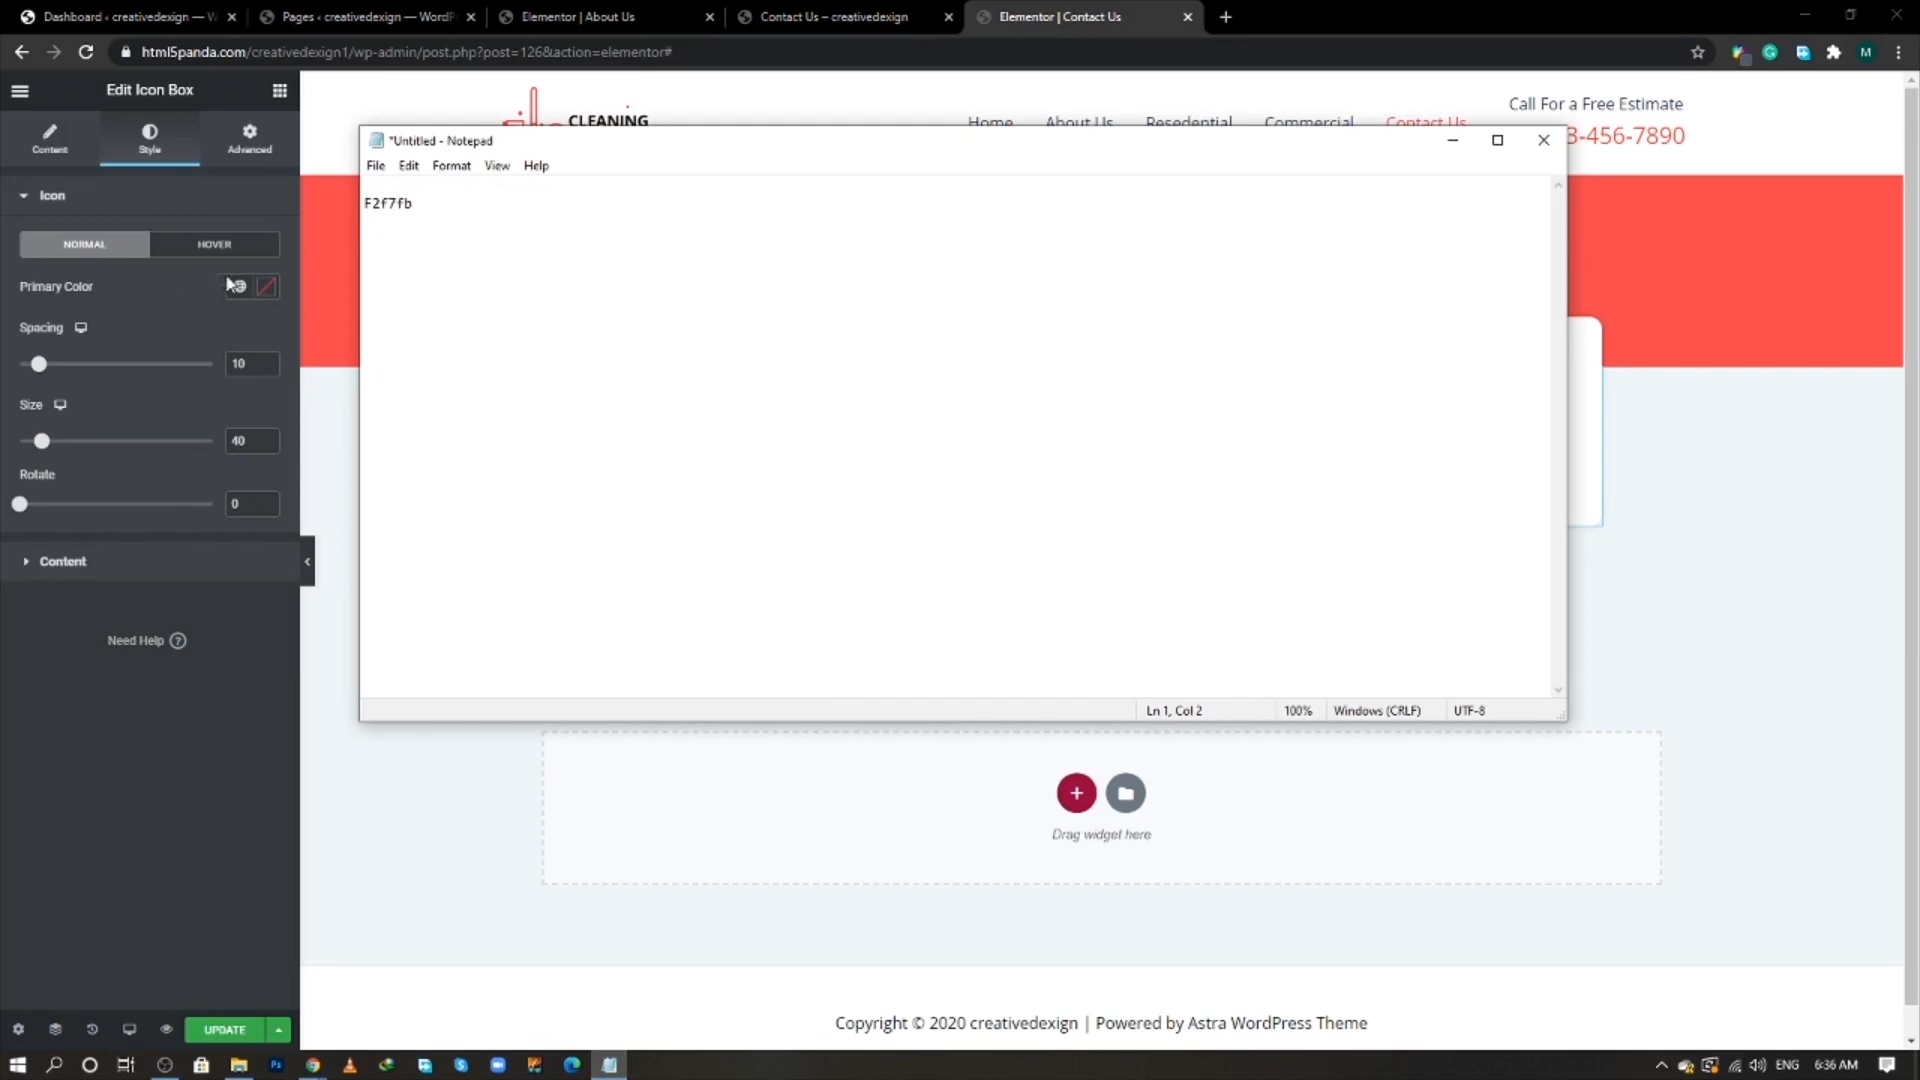 Dashboard ‹ creativedexign — W
Pages ‹ creativedexign — WordP
Elementor | About Us
Contact Us – creativedexign
Elementor | Contact Us
html5panda.com/creativedexign1/wp-admin/post.php?post=126&action=elementor#
M
Edit Icon Box
Content
Style
Advanced
Icon
NORMAL
HOVER
Primary Color
Spacing
10
Size
40
Rotate
0
Content
Need Help ?
UPDATE
CLEANING
Home
About Us
Resedential
Commercial
Contact Us
Call For a Free Estimate
3-456-7890
*Untitled - Notepad
File
Edit
Format
View
Help
F2f7fb
Ln 1, Col 2
100%
Windows (CRLF)
UTF-8
Drag widget here
Copyright © 2020 creativedexign | Powered by Astra WordPress Theme
Ps
ENG
6:36 AM